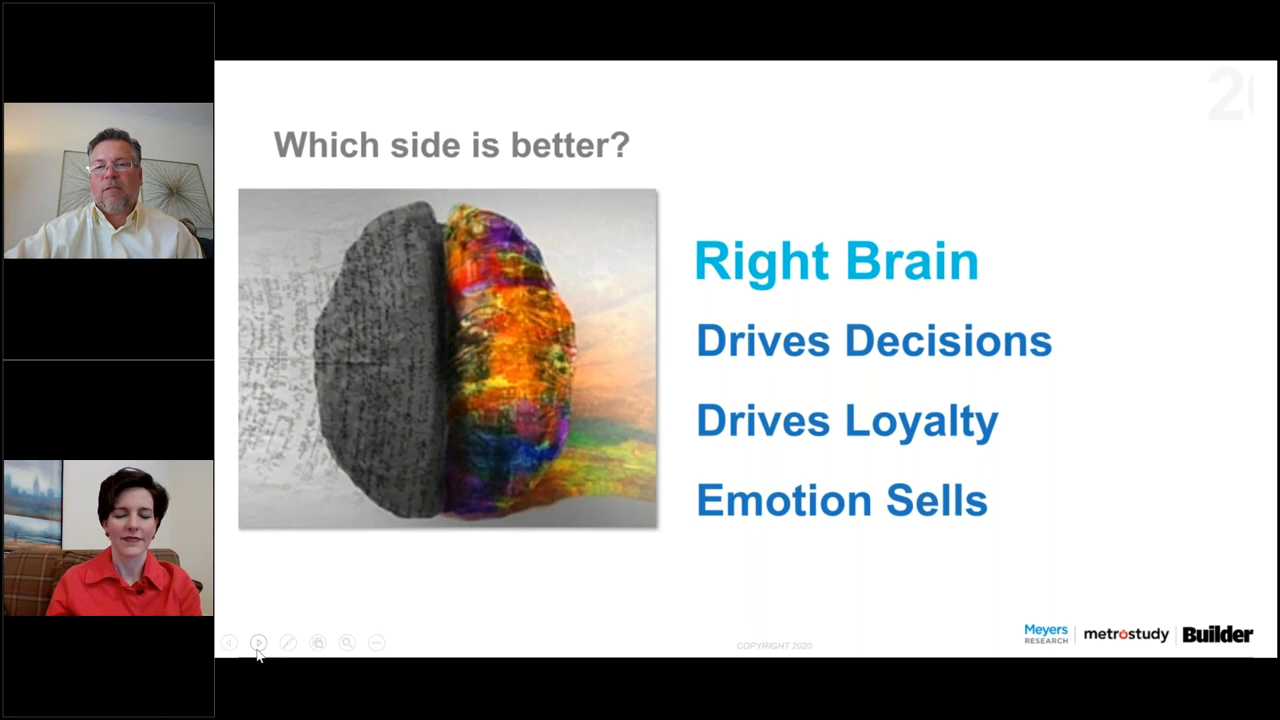 Which side is better?
Right Brain
Drives Decisions
Drives Loyalty
Emotion Sells
COPYRIGHT 2020
Meyers
RESEARCH
metrostudy
Builder